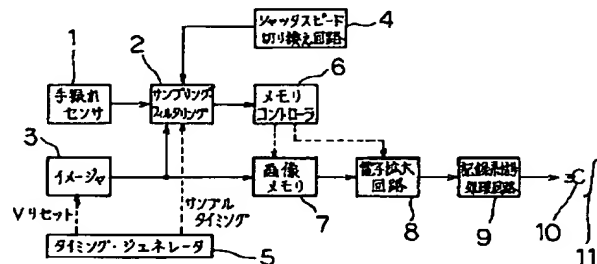 シャッタスピード
切り換え回路
4
1
2
6
手振れ
センサ
サンプリング
フィルタリング
メモリ
コントローラ
3
イメージャ
画像
メモリ
電子拡大
回路
記録系信号
処理回路
7
8
9
10
11
Vリセット
サンプル
タイミング
タイミング・ジェネレータ
5